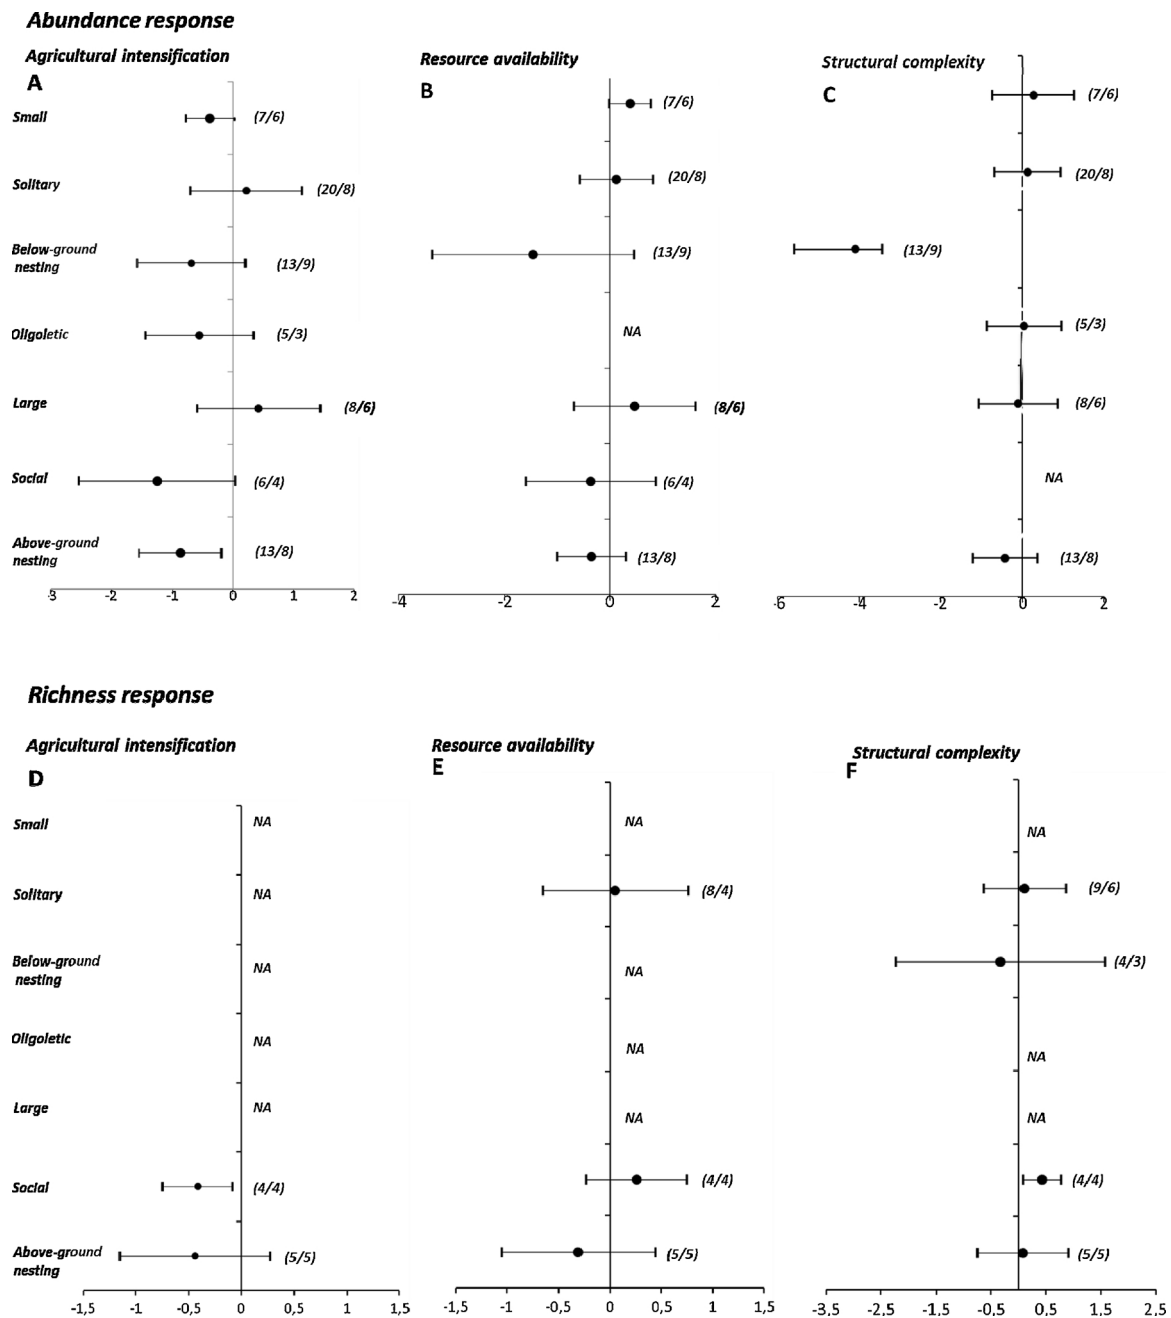 Abundance response
Agricultural intensification
Resource availability
Structural complexity
A
B
C
Small
(7/6)
(7/6)
(7/6)
Solitary
(20/8)
(20/8)
(20/8)
Below-ground
nesting
(13/9)
(13/9)
(13/9)
Oligoletic
(5/3)
NA
(5/3)
Large
(8/6)
(8/6)
(8/6)
Social
(6/4)
(6/4)
NA
Above-ground
nesting
(13/8)
(13/8)
(13/8)
-3 -2 -1 0 1 2
-4 -2 0 2
-6 -4 -2 0 2
Richness response
Agricultural intensification
Resource availability
Structural complexity
D
E
F
Small
NA
NA
NA
Solitary
NA
(8/4)
(9/6)
Below-ground
nesting
NA
NA
(4/3)
Oligoletic
NA
NA
NA
Large
NA
NA
NA
Social
(4/4)
(4/4)
(4/4)
Above-ground
nesting
(5/5)
(5/5)
(5/5)
-1,5 -1 -0,5 0 0,5 1 1,5
-1,5 -1 -0,5 0 0,5 1 1,5
-3.5 -2,5 -1,5 -0,5 0,5 1,5 2,5